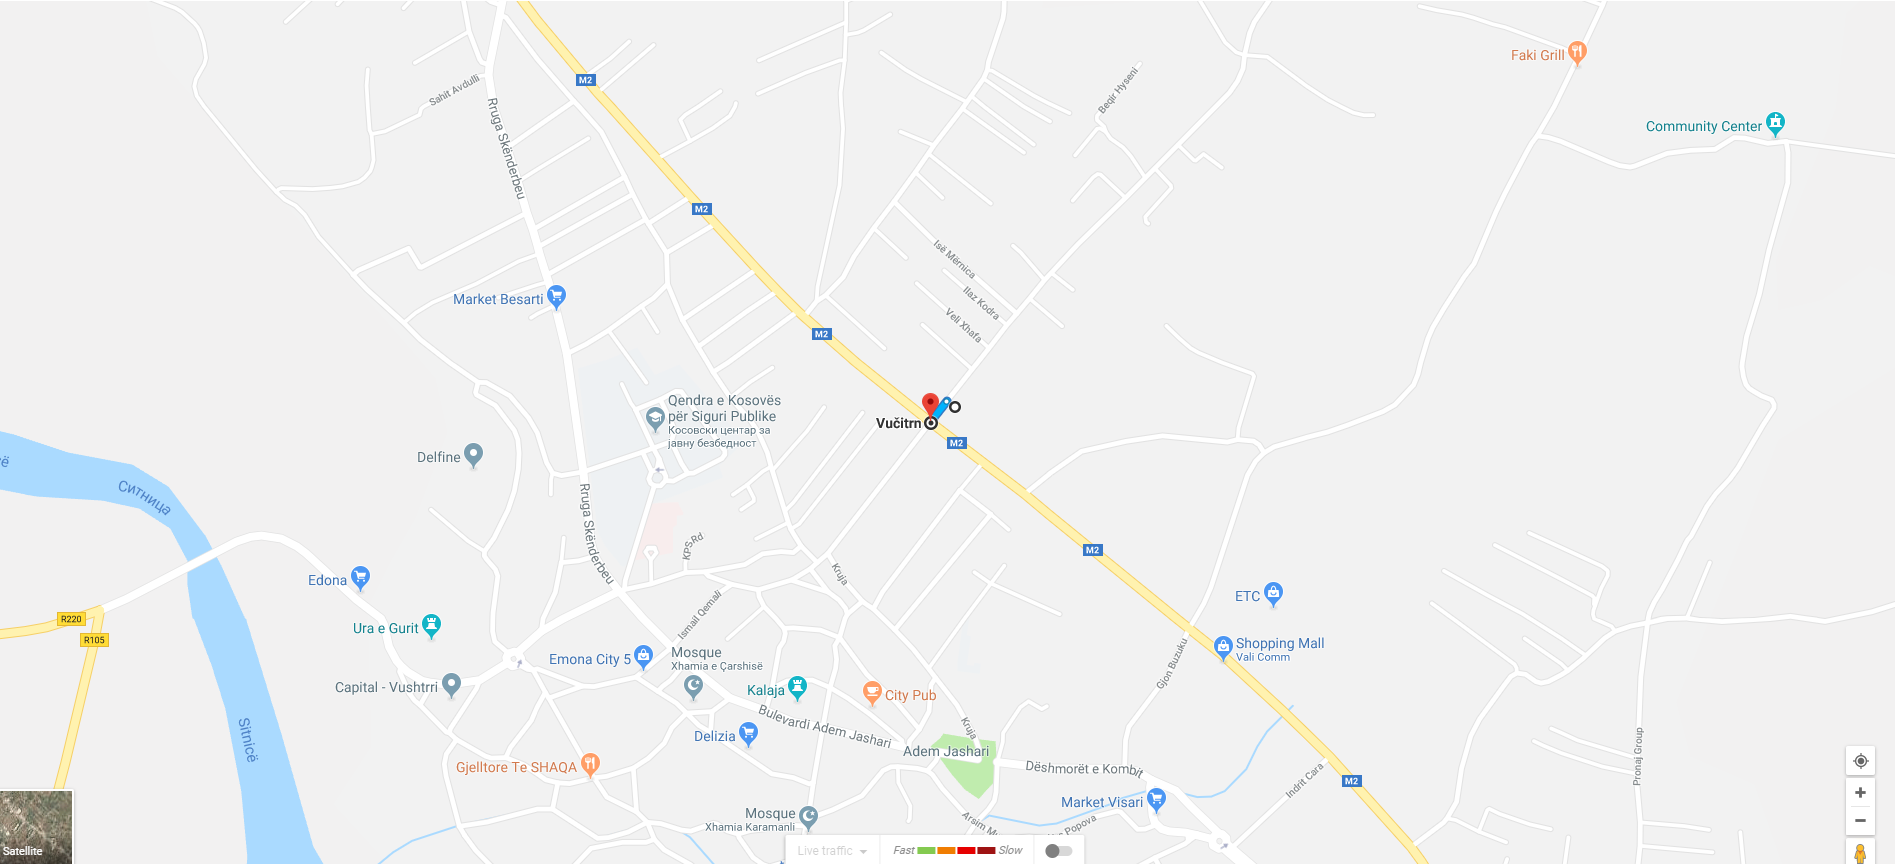 Faki Grill
M2
Sahit Avdulli
Beqir Hyseni
Rruga Skënderbeu
Community Center
M2
Isë Mërnica
Ilaz Kodra
Market Besarti
Veli Xhafa
M2
Qendra e Kosovës
për Siguri Publike
Косовски центар за
јавну безбедност
Vučitrn
M2
Delfine
Ситница
Rruga Skënderbeu
KPS Rd
M2
Kruja
Edona
ETC
R220
Ura e Gurit
Ismail Qemali
R105
Shopping Mall
Vali Comm
Emona City 5
Mosque
Xhamia e Çarshisë
Gjon Buzuku
Capital - Vushtrri
Kalaja
City Pub
Bulevardi Adem Jashari
Kruja
Sitnicë
Delizia
Adem Jashari
Pronaj Group
Gjelltore Te SHAQA
Dëshmorët e Kombit
Indrit Cara
M2
Market Visari
Mosque
Xhamia Karamanli
Arsim M
Popova
Satellite
Live traffic
Fast
Slow